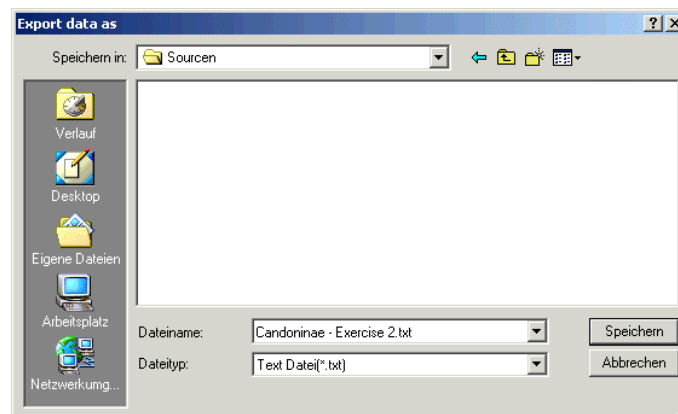 Export data as
Speichern in: Sourcen
Verlauf
Desktop
Eigene Dateien
Arbeitsplatz
Netzwerkumg...
Dateiname: Candoninae - Exercise 2.txt Speichern
Dateityp: Text Datei(*.txt) Abbrechen